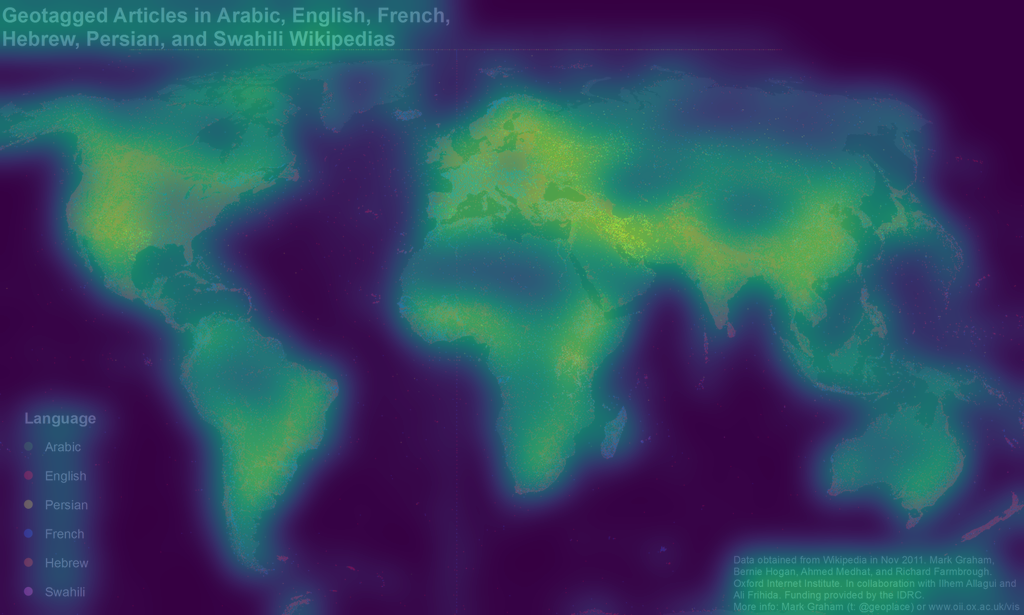 Geotagged Articles in Arabic, English, French,
Hebrew, Persian, and Swahili Wikipedias
Language
Arabic
English
Persian
French
Hebrew
Swahili
Data obtained from Wikipedia in Nov 2011. Mark Graham,
Bernie Hogan, Ahmed Medhat, and Richard Farmbrough.
Oxford Internet Institute. In collaboration with Ilhem Allagui and
Ali Frihida. Funding provided by the IDRC.
More info: Mark Graham (t: @geoplace) or www.oii.ox.ac.uk/vis